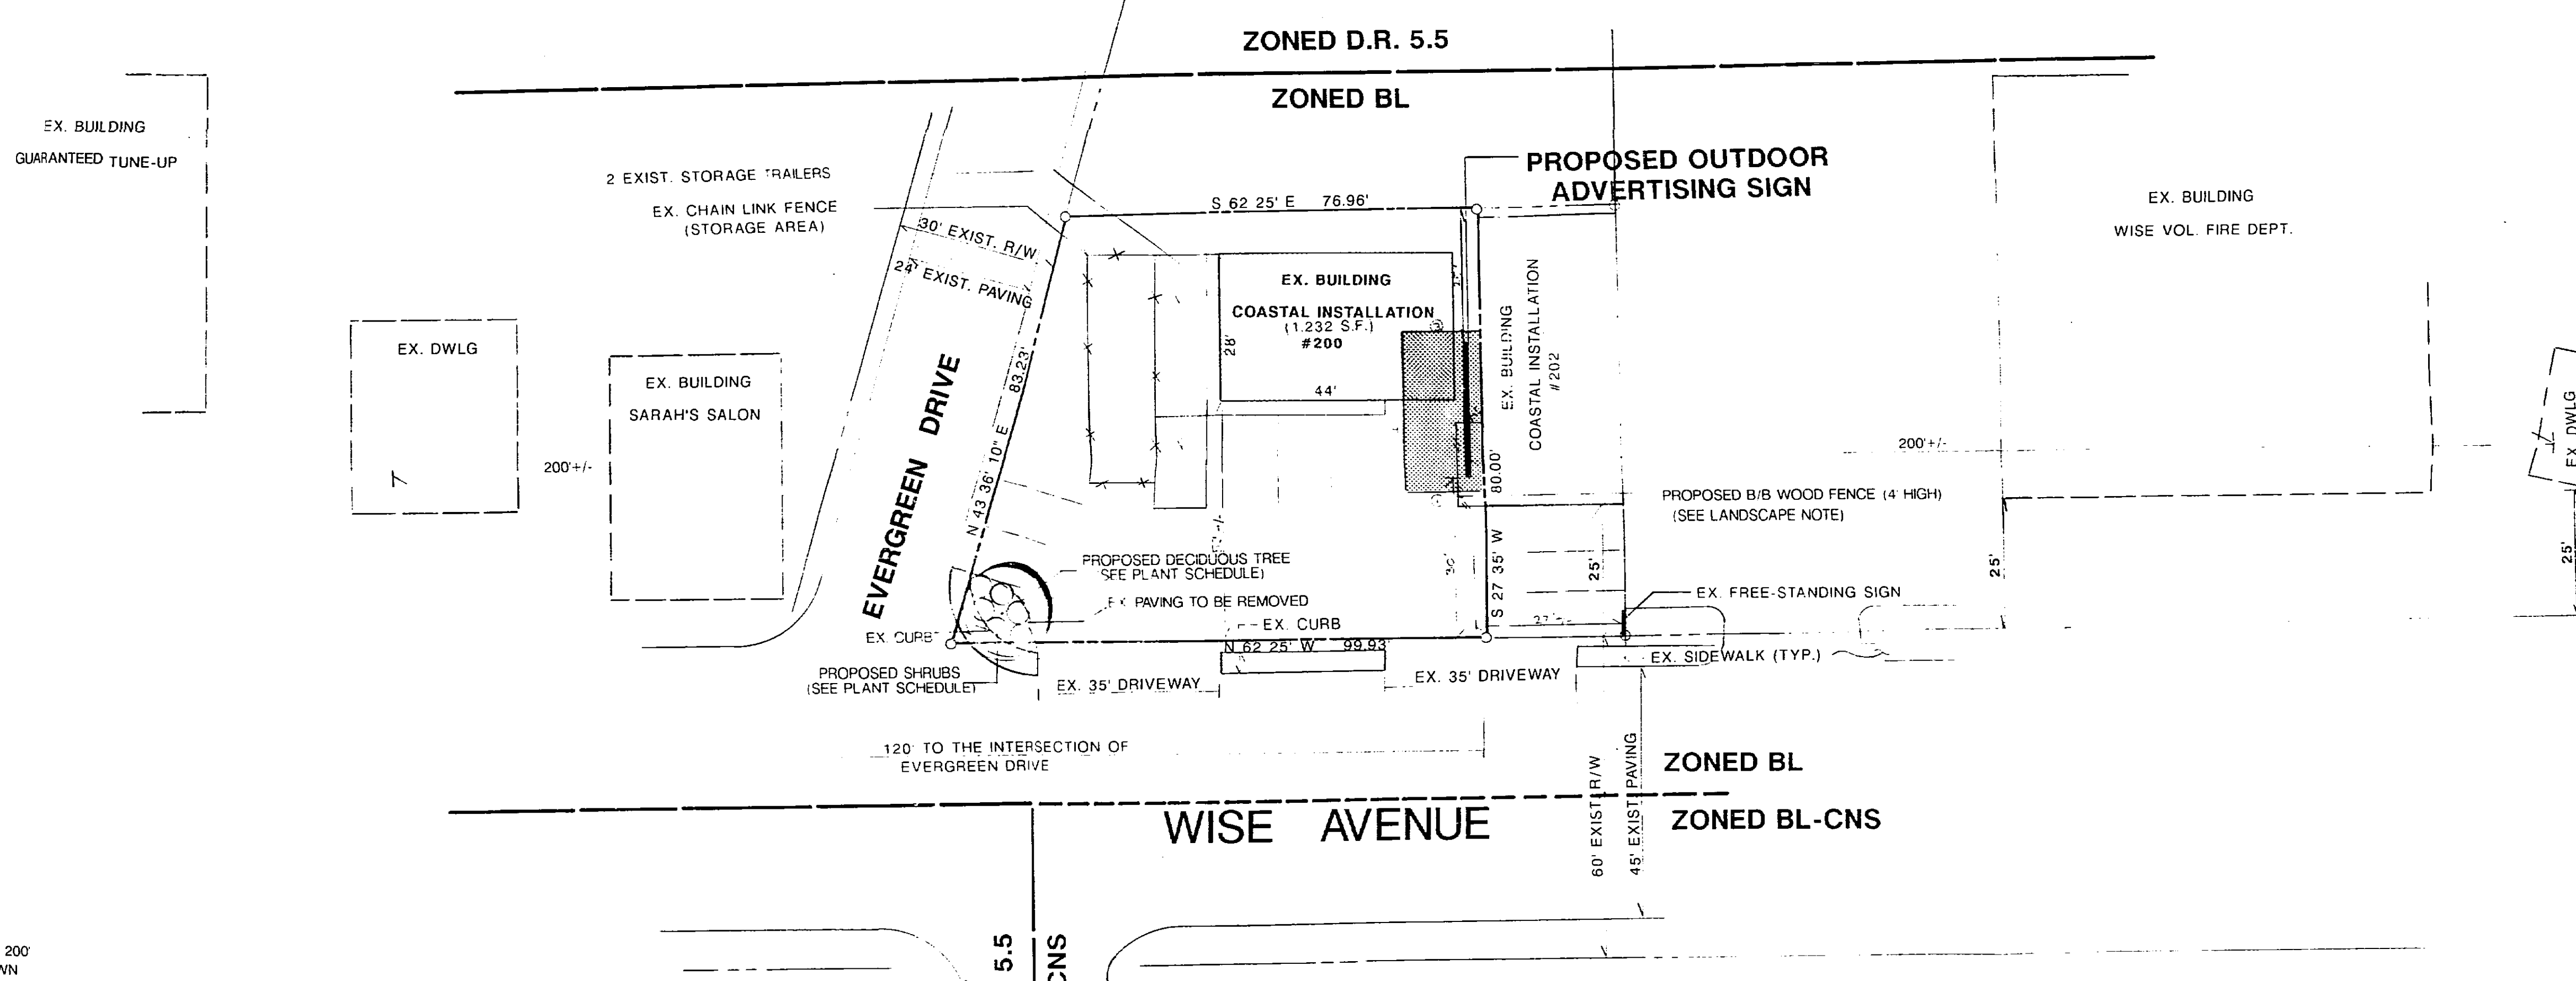 ZONED D.R. 5.5
ZONED BL
EX. BUILDING
GUARANTEED TUNE-UP
2 EXIST. STORAGE TRAILERS
EX. CHAIN LINK FENCE
(STORAGE AREA)
30' EXIST. R/W
24' EXIST. PAVING
S 62 25' E 76.96'
PROPOSED OUTDOOR
ADVERTISING SIGN
EX. BUILDING
WISE VOL. FIRE DEPT.
EX. DWLG
EX. BUILDING
SARAH'S SALON
200'+/-
EVERGREEN DRIVE
N 43 36' 10" E 83.23'
EX. BUILDING
COASTAL INSTALLATION
(1.232 S.F.)
#200
28'
44'
EX. BUILDING
COASTAL INSTALLATION
#202
S 27 35' W 80.00'
200'+/-
EX. DWLG
PROPOSED B/B WOOD FENCE (4' HIGH)
(SEE LANDSCAPE NOTE)
PROPOSED DECIDUOUS TREE
(SEE PLANT SCHEDULE)
EX. PAVING TO BE REMOVED
EX. CURB
EX. CURB
N 62 25' W 99.93'
25'
25'
25'
EX. FREE-STANDING SIGN
EX. SIDEWALK (TYP.)
PROPOSED SHRUBS
(SEE PLANT SCHEDULE)
EX. 35' DRIVEWAY
EX. 35' DRIVEWAY
120' TO THE INTERSECTION OF
EVERGREEN DRIVE
60' EXIST. R/W
45' EXIST. PAVING
ZONED BL
WISE AVENUE
ZONED BL-CNS
5.5
CNS
200'
WN